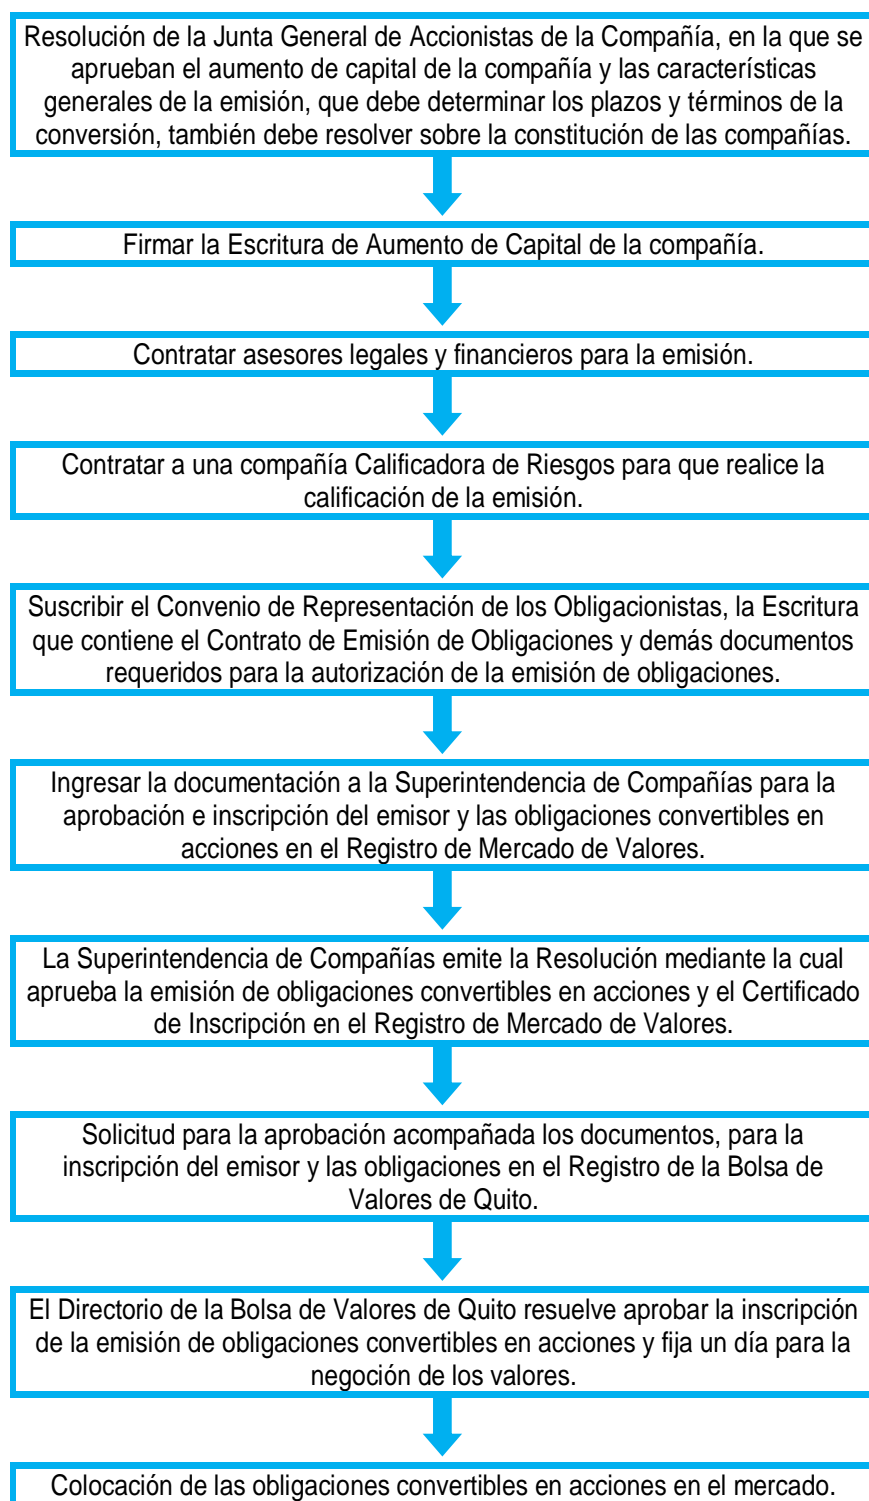 Resolución de la Junta General de Accionistas de la Compañía, en la que se
aprueban el aumento de capital de la compañía y las características
generales de la emisión, que debe determinar los plazos y términos de la
conversión, también debe resolver sobre la constitución de las compañías.
Firmar la Escritura de Aumento de Capital de la compañía.
Contratar asesores legales y financieros para la emisión.
Contratar a una compañía Calificadora de Riesgos para que realice la
calificación de la emisión.
Suscribir el Convenio de Representación de los Obligacionistas, la Escritura
que contiene el Contrato de Emisión de Obligaciones y demás documentos
requeridos para la autorización de la emisión de obligaciones.
Ingresar la documentación a la Superintendencia de Compañías para la
aprobación e inscripción del emisor y las obligaciones convertibles en
acciones en el Registro de Mercado de Valores.
La Superintendencia de Compañías emite la Resolución mediante la cual
aprueba la emisión de obligaciones convertibles en acciones y el Certificado
de Inscripción en el Registro de Mercado de Valores.
Solicitud para la aprobación acompañada los documentos, para la
inscripción del emisor y las obligaciones en el Registro de la Bolsa de
Valores de Quito.
El Directorio de la Bolsa de Valores de Quito resuelve aprobar la inscripción
de la emisión de obligaciones convertibles en acciones y fija un día para la
negoción de los valores.
Colocación de las obligaciones convertibles en acciones en el mercado.